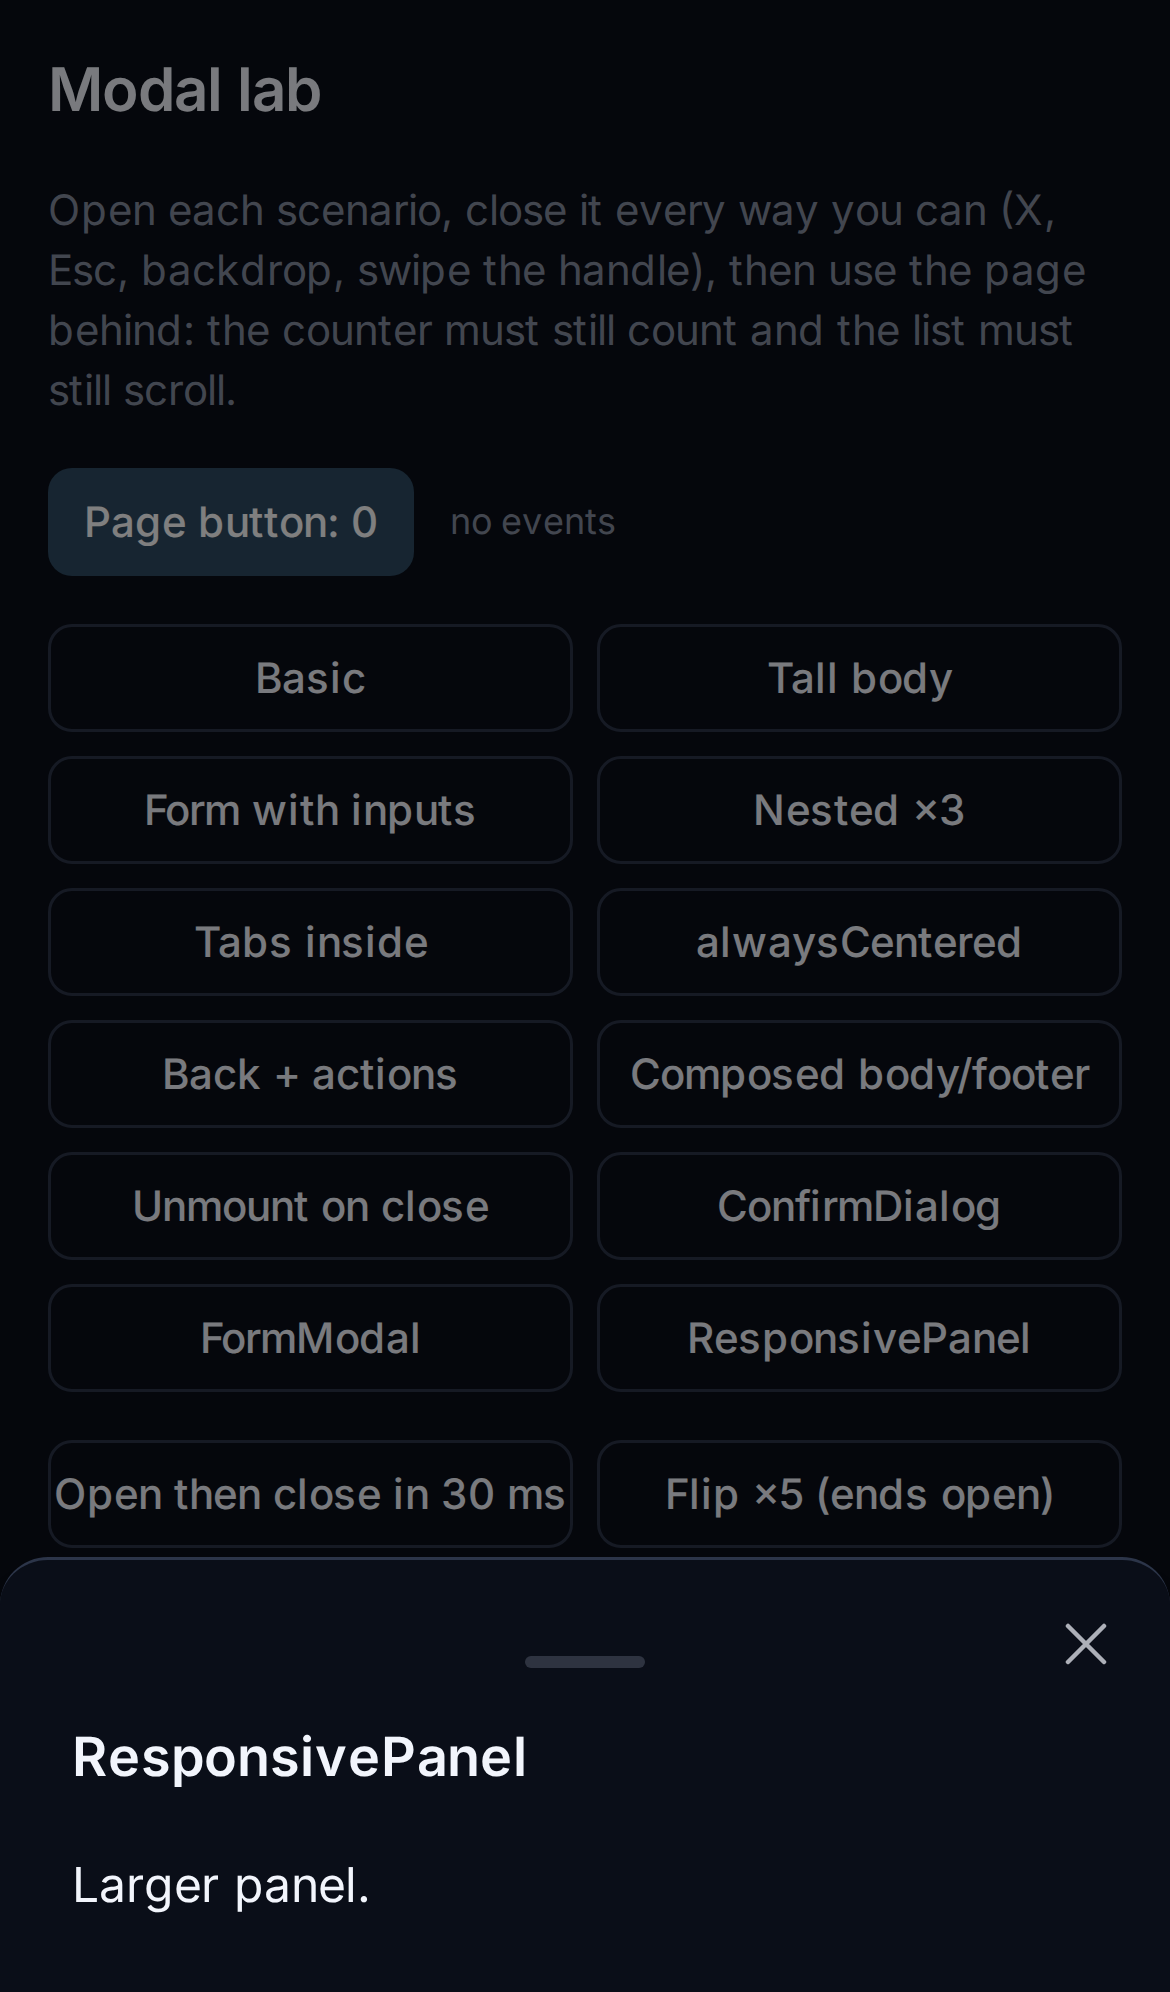 Modal lab
Open each scenario, close it every way you can (X,
Esc, backdrop, swipe the handle), then use the page
behind: the counter must still count and the list must
still scroll.
Page button: 0
no events
Basic
Tall body
Form with inputs
Nested ×3
Tabs inside
alwaysCentered
Back + actions
Composed body/footer
Unmount on close
ConfirmDialog
FormModal
ResponsivePanel
Open then close in 30 ms
Flip ×5 (ends open)
ResponsivePanel
Larger panel.